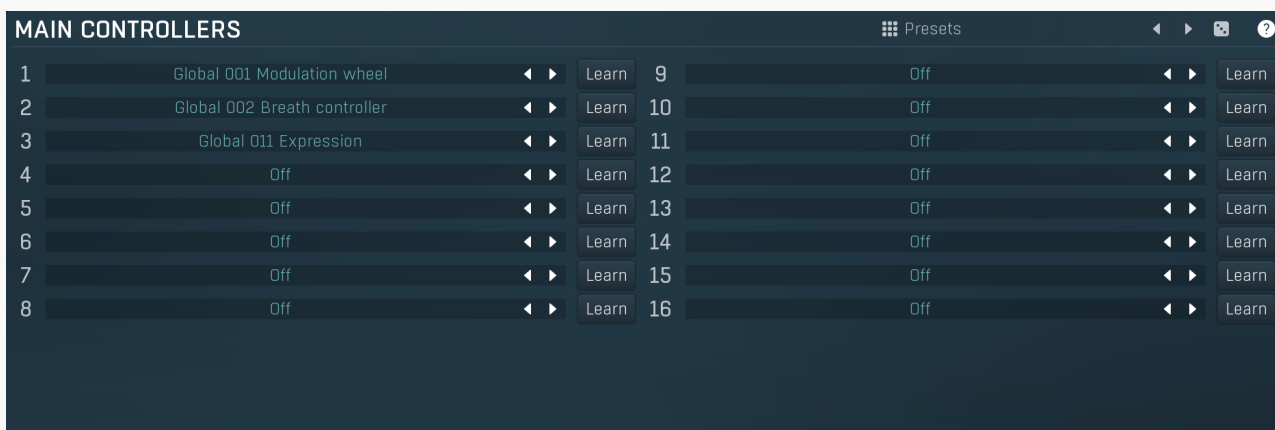 MAIN CONTROLLERS Presets ?
1 Global 001 Modulation wheel Learn 9 Off Learn
2 Global 002 Breath controller Learn 10 Off Learn
3 Global 011 Expression Learn 11 Off Learn
4 Off Learn 12 Off Learn
5 Off Learn 13 Off Learn
6 Off Learn 14 Off Learn
7 Off Learn 15 Off Learn
8 Off Learn 16 Off Learn